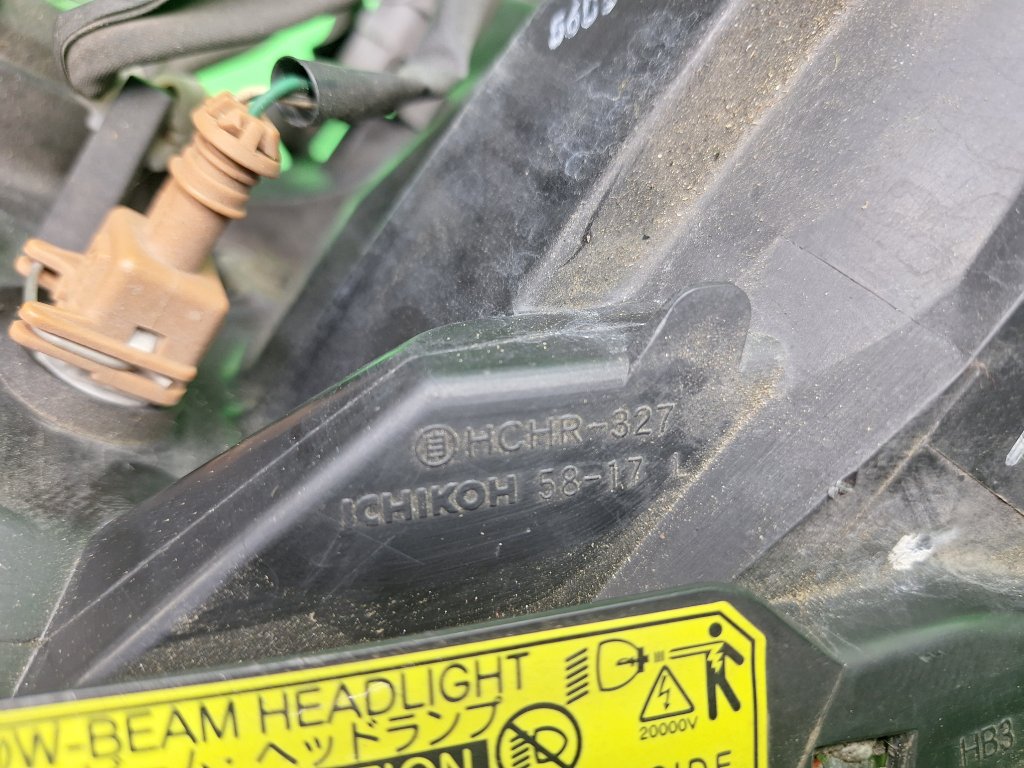 HCHR-327
ICHIKOH 58-17 L
W-BEAM HEADLIGHT
ヘッドランプ
20000V
HB3